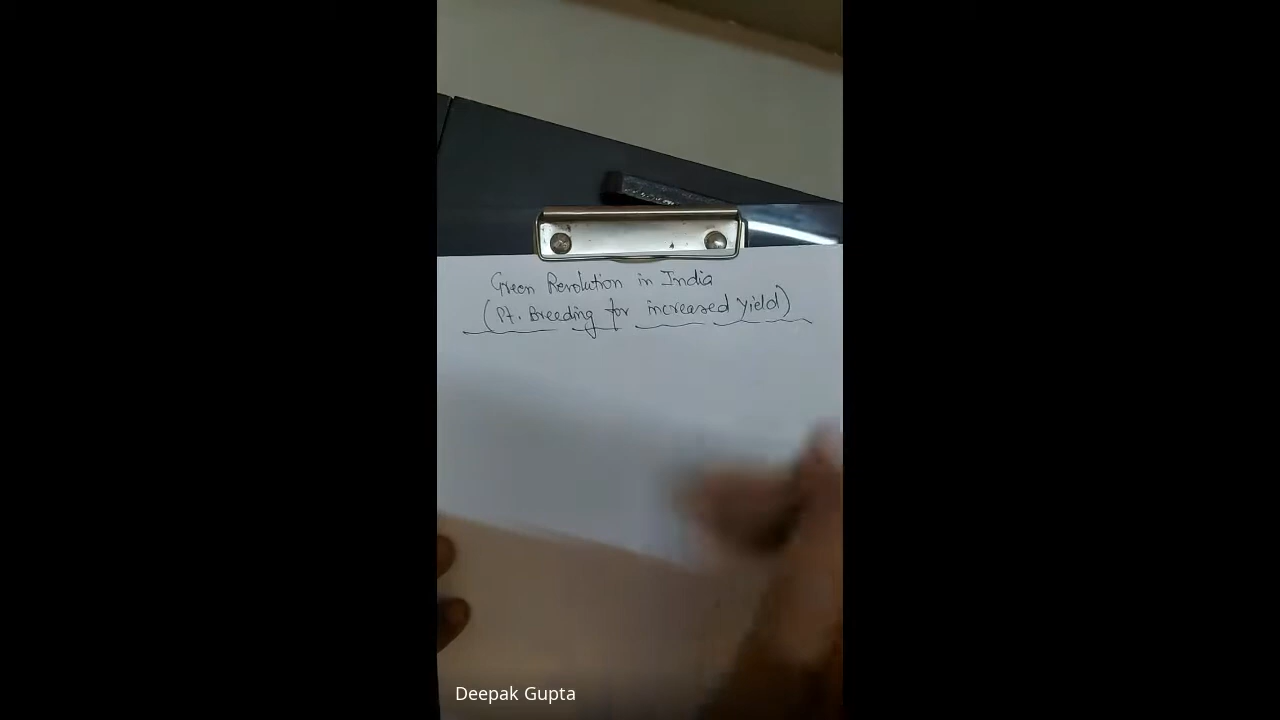 Green Revolution in India
(Pt. Breeding for increased Yield)
Deepak Gupta